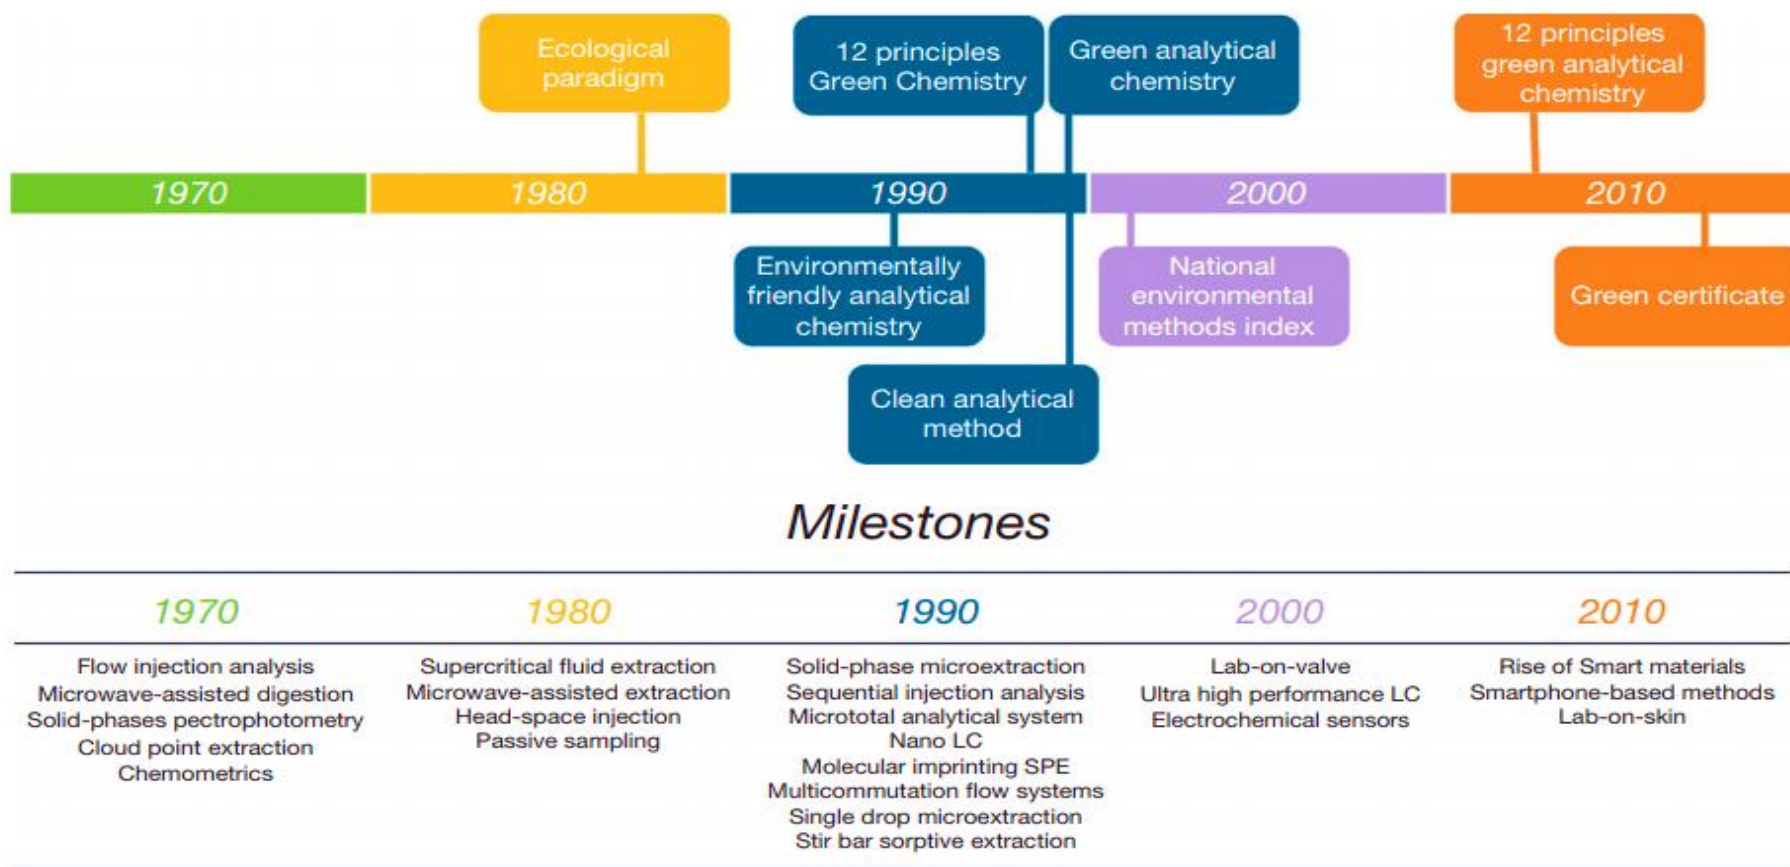 Ecological
paradigm
12 principles
Green Chemistry
Green analytical
chemistry
12 principles
green analytical
chemistry
1970
1980
1990
2000
2010
Environmentally
friendly analytical
chemistry
National
environmental
methods index
Green certificate
Clean analytical
method
Milestones
1970
1980
1990
2000
2010
Flow injection analysis
Microwave-assisted digestion
Solid-phases pectrophotometry
Cloud point extraction
Chemometrics
Supercritical fluid extraction
Microwave-assisted extraction
Head-space injection
Passive sampling
Solid-phase microextraction
Sequential injection analysis
Micrototal analytical system
Nano LC
Molecular imprinting SPE
Multicommutation flow systems
Single drop microextraction
Stir bar sorptive extraction
Lab-on-valve
Ultra high performance LC
Electrochemical sensors
Rise of Smart materials
Smartphone-based methods
Lab-on-skin